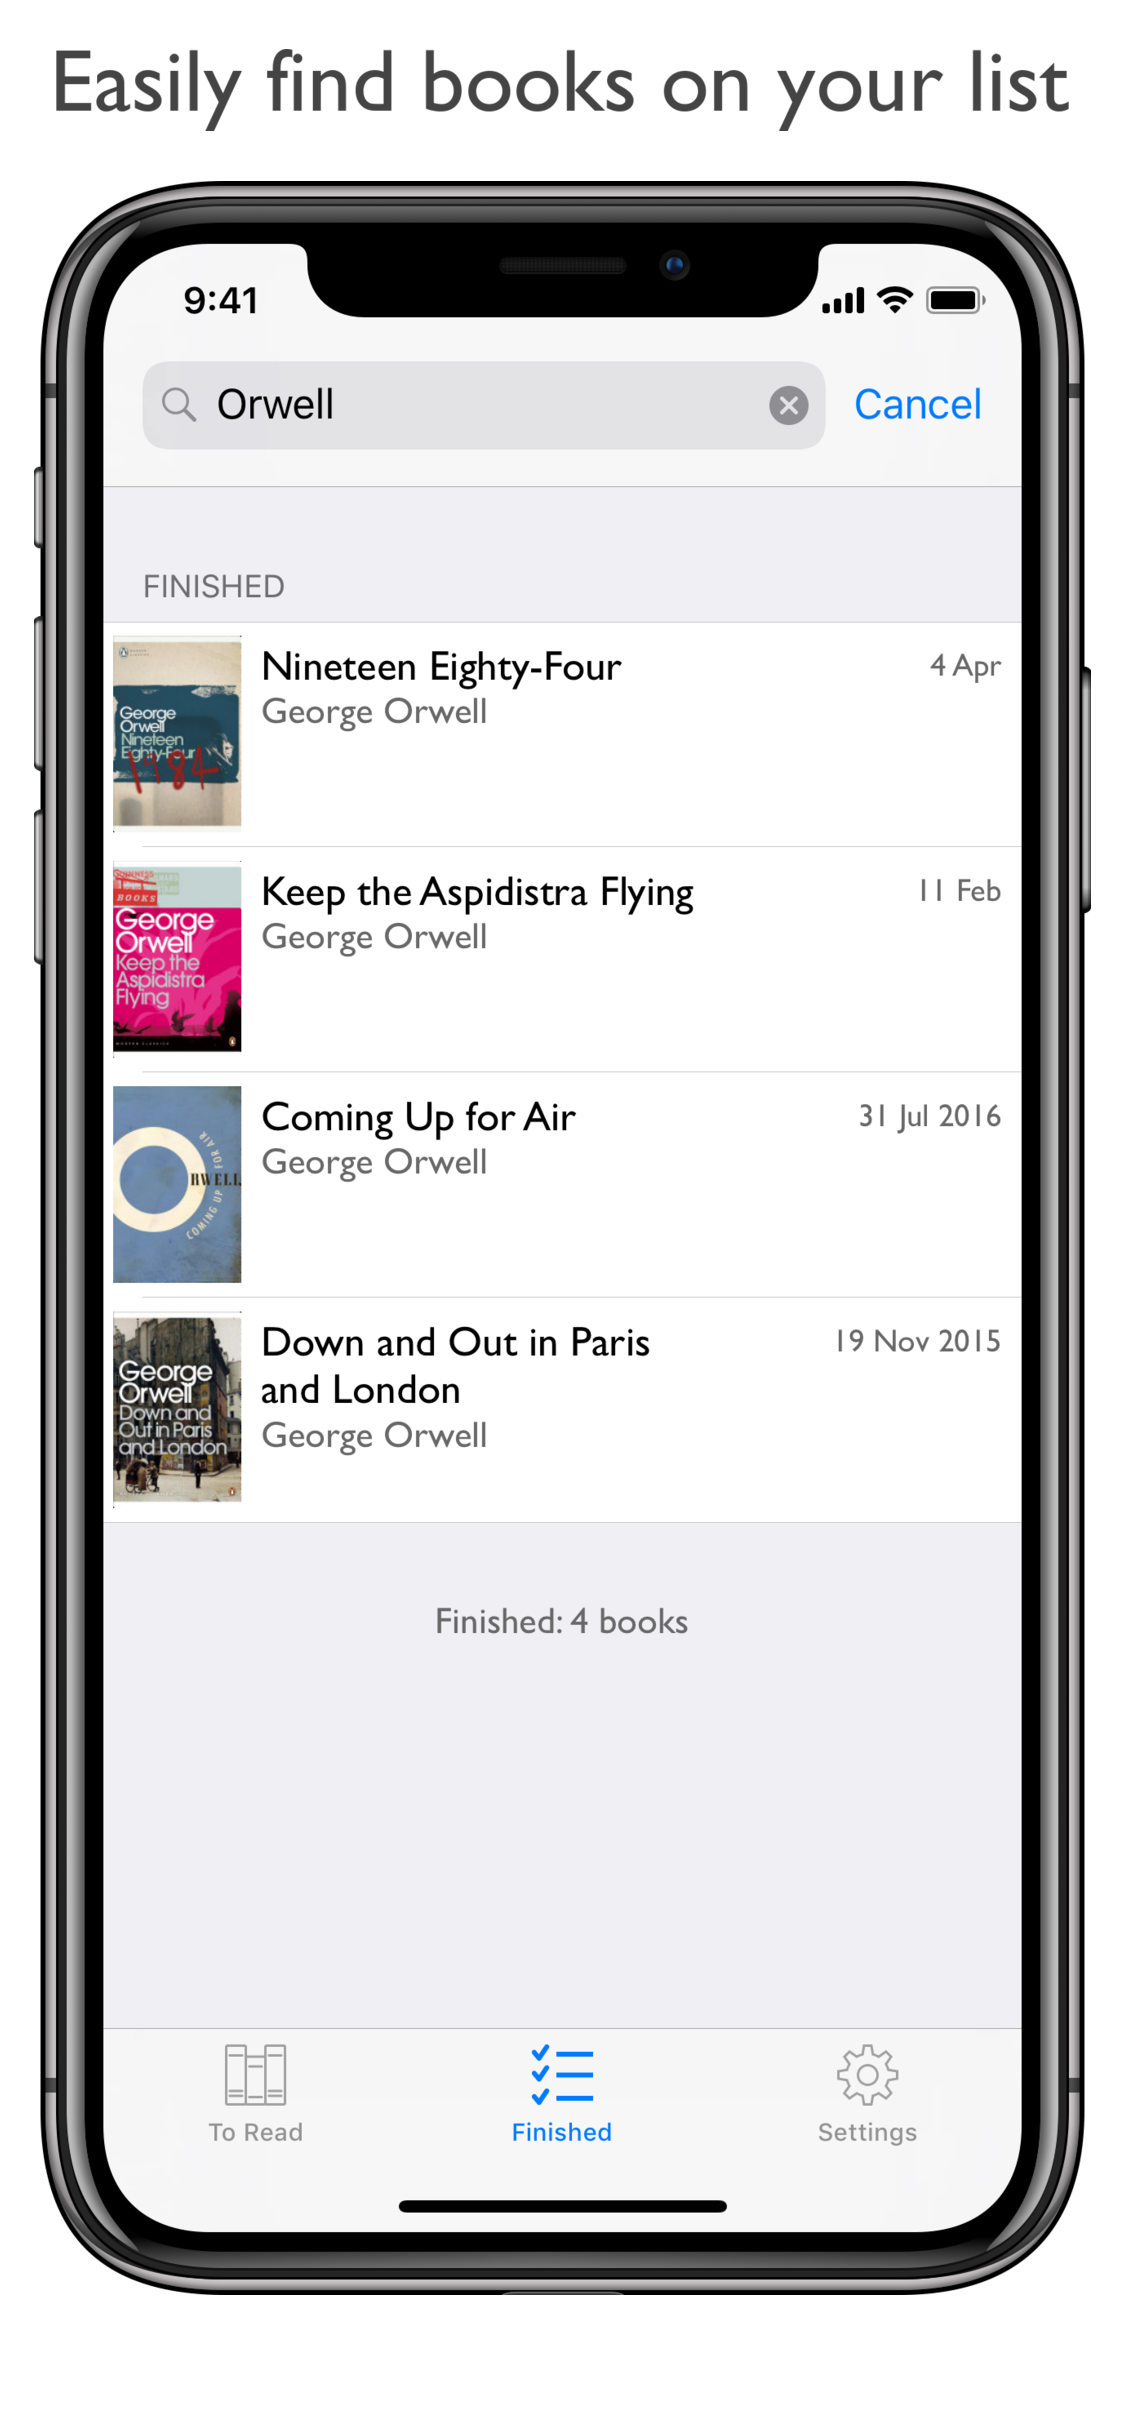 Easily find books on your list
9:41
Orwell
Cancel
FINISHED
George
Orwell
Nineteen
Eighty-Four
1984
Nineteen Eighty-Four
4 Apr
George Orwell
BOOKS
George
Orwell
Keep the
Aspidistra
Flying
Keep the Aspidistra Flying
11 Feb
George Orwell
ORWELL
COMING UP FOR AIR
Coming Up for Air
31 Jul 2016
George Orwell
George
Orwell
Down and
Out in Paris
and London
Down and Out in Paris
and London
19 Nov 2015
George Orwell
Finished: 4 books
To Read
Finished
Settings